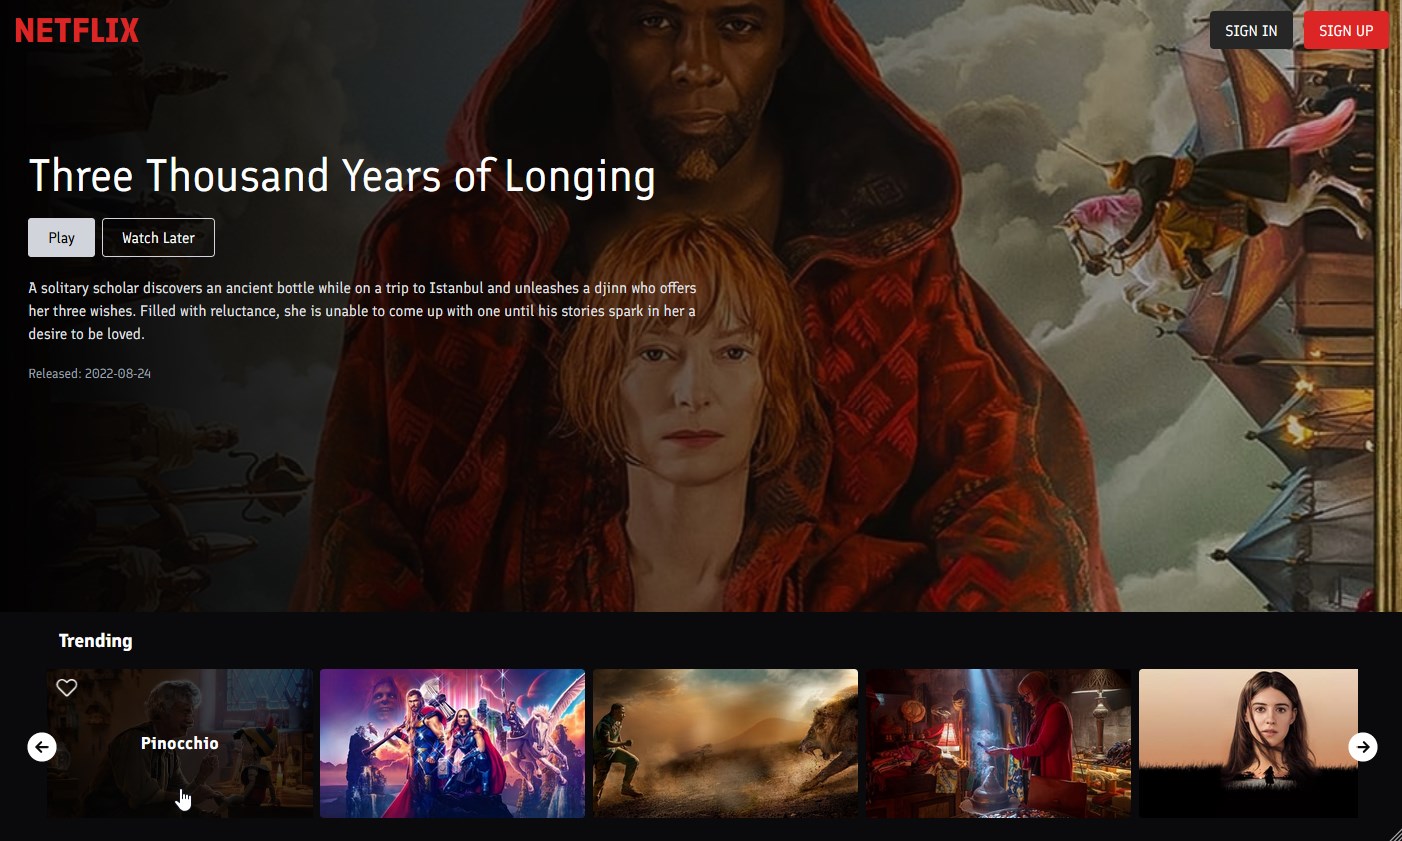 NETFLIX
SIGN IN
SIGN UP
Three Thousand Years of Longing
Play
Watch Later
A solitary scholar discovers an ancient bottle while on a trip to Istanbul and unleashes a djinn who offers
her three wishes. Filled with reluctance, she is unable to come up with one until his stories spark in her a
desire to be loved.
Released: 2022-08-24
Trending
Pinocchio